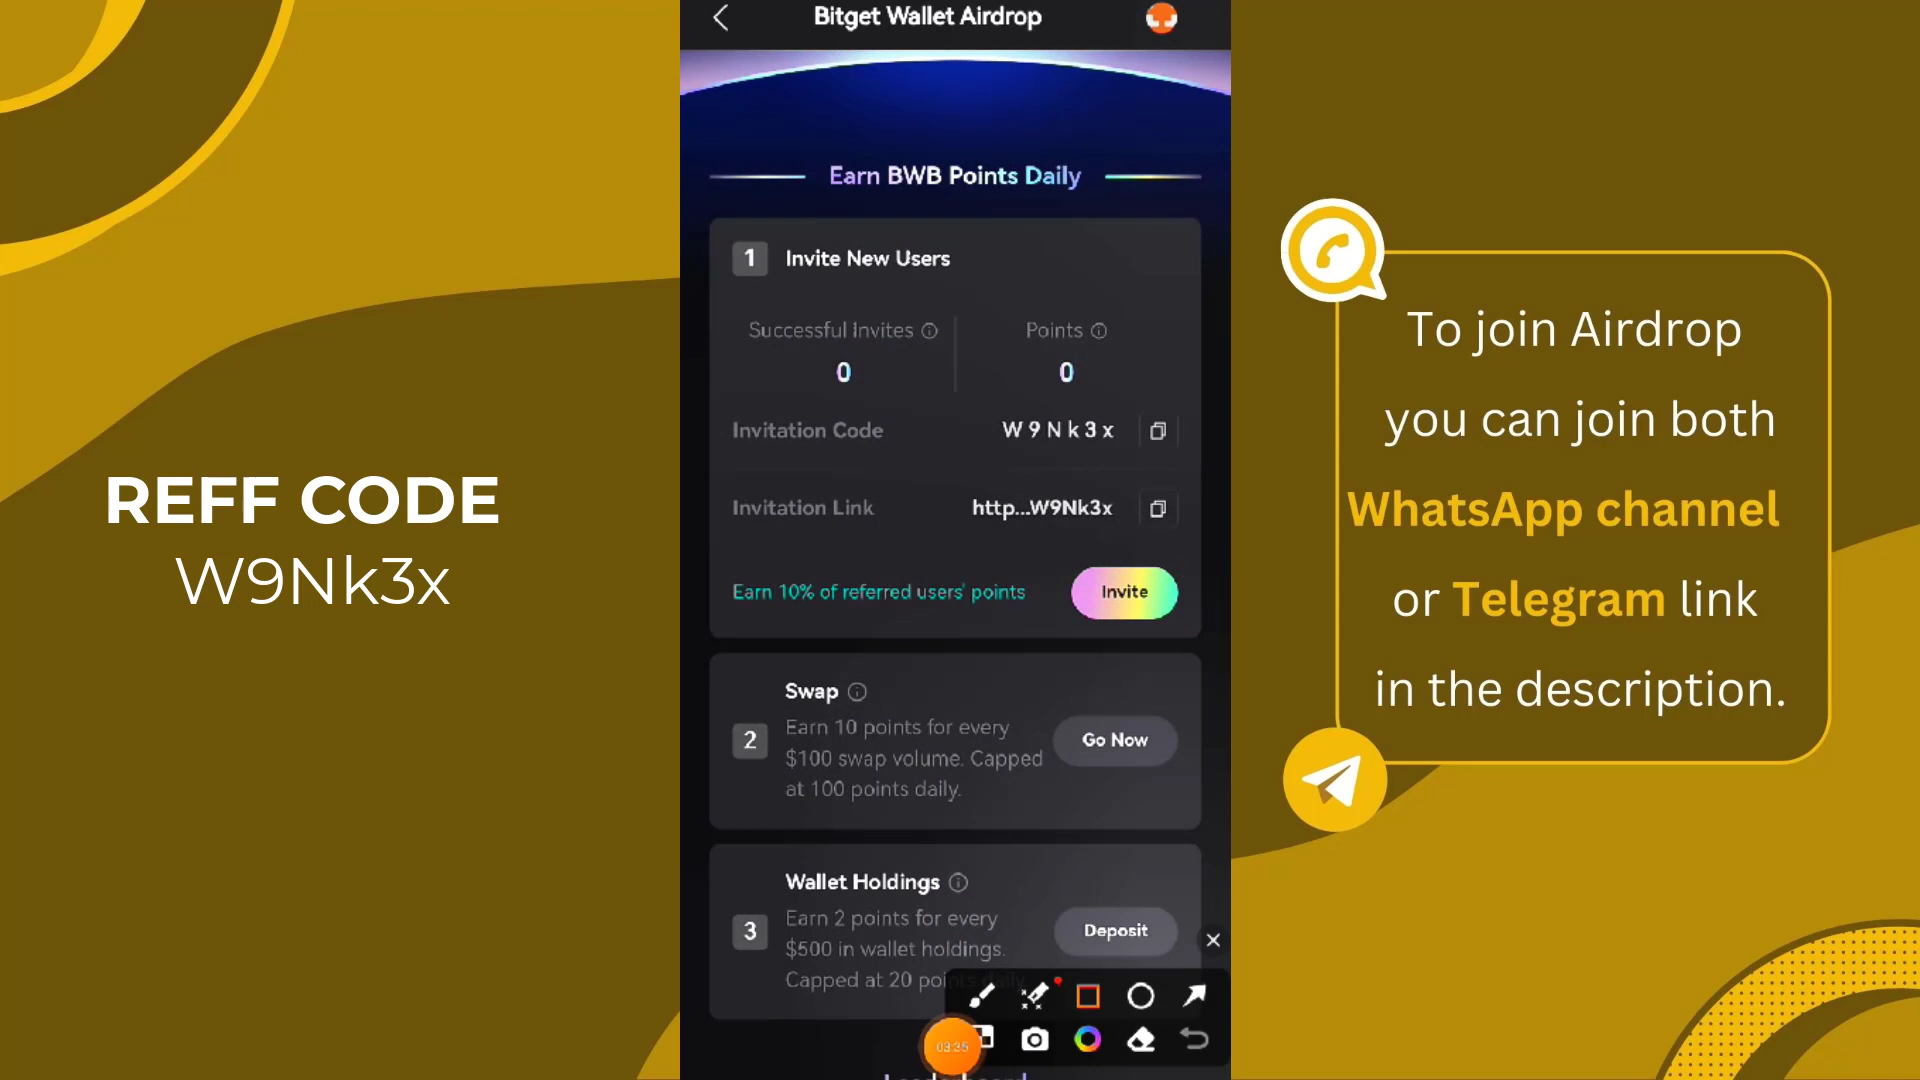 REFF CODE
W9Nk3x
Bitget Wallet Airdrop
Earn BWB Points Daily
1 Invite New Users
Successful Invites
Points
0
0
Invitation Code W9Nk3x
Invitation Link http...W9Nk3x
Earn 10% of referred users' points
Invite
Swap
2
Earn 10 points for every
$100 swap volume. Capped
at 100 points daily.
Go Now
Wallet Holdings
3
Earn 2 points for every
$500 in wallet holdings.
Capped at 20 points daily.
Deposit
03:35
Leaderboard
To join Airdrop
you can join both
WhatsApp channel
or Telegram link
in the description.